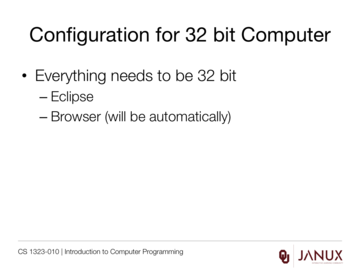 Configuration for 32 bit Computer
• Everything needs to be 32 bit
– Eclipse
– Browser (will be automatically)
CS 1323-010 | Introduction to Computer Programming
JANUX